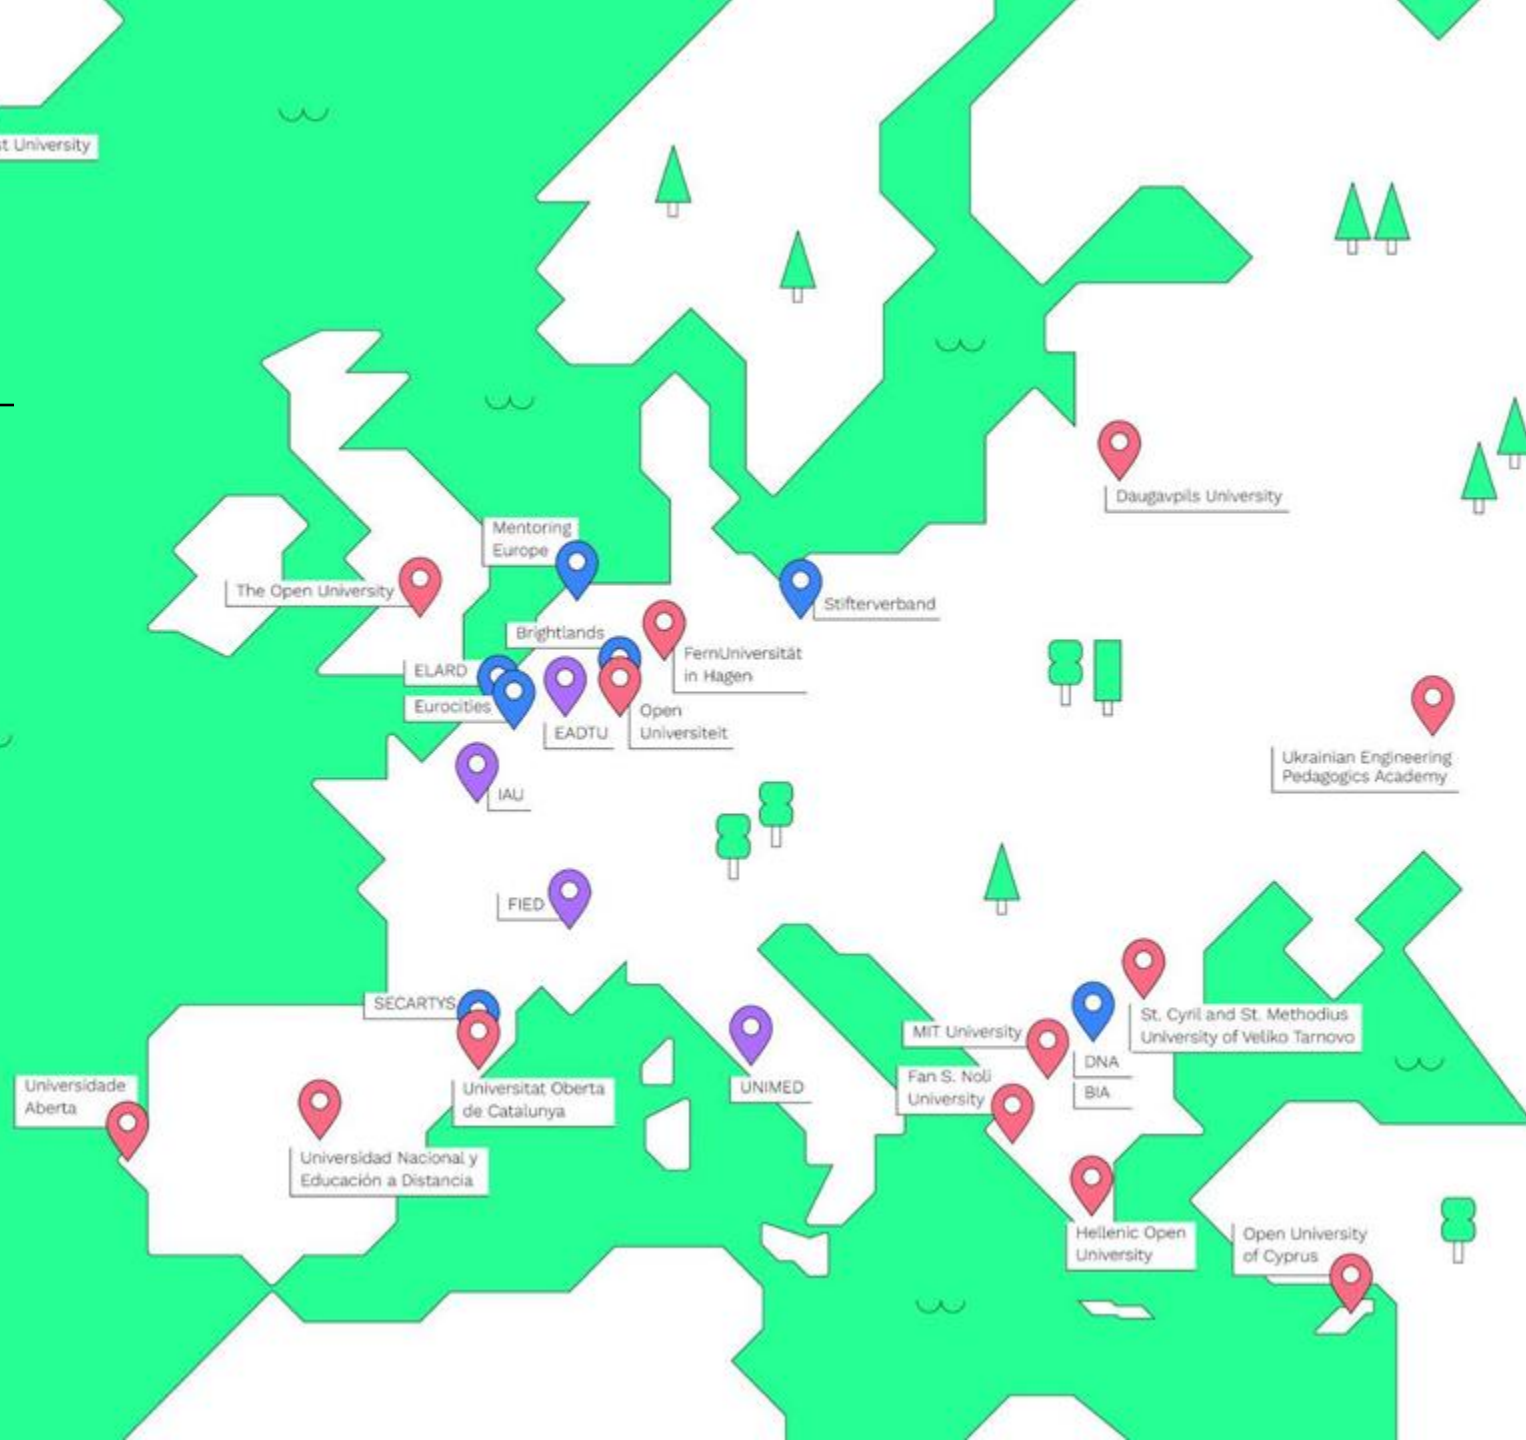 st University
Daugavpils University
Mentoring
Europe
The Open University
Stifterverband
Brightlands
FernUniversität
in Hagen
ELARD
Eurocities
EADTU
Open
Universiteit
Ukrainian Engineering
Pedagogics Academy
IAU
FIED
SECARTYS
St. Cyril and St. Methodius
University of Veliko Tarnovo
MIT University
DNA
BIA
Fan S. Noli
University
UNIMED
Universidade
Aberta
Universitat Oberta
de Catalunya
Universidad Nacional y
Educación a Distancia
Hellenic Open
University
Open University
of Cyprus